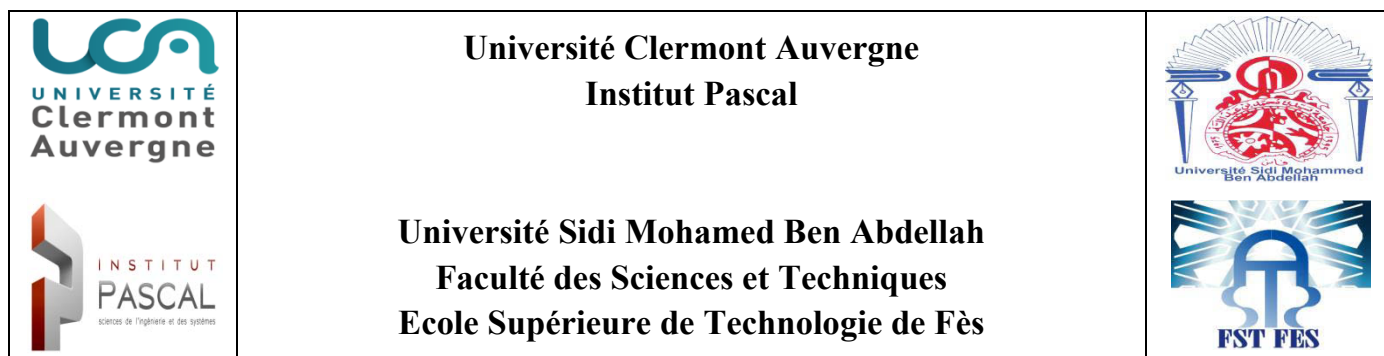 UCA
UNIVERSITÉ
Clermont
Auvergne
INSTITUT
PASCAL
sciences de l'ingénierie et des systèmes
Université Clermont Auvergne
Institut Pascal
Université Sidi Mohamed Ben Abdellah
Faculté des Sciences et Techniques
Ecole Supérieure de Technologie de Fès
Université Sidi Mohammed
Ben Abdellah
FST FES